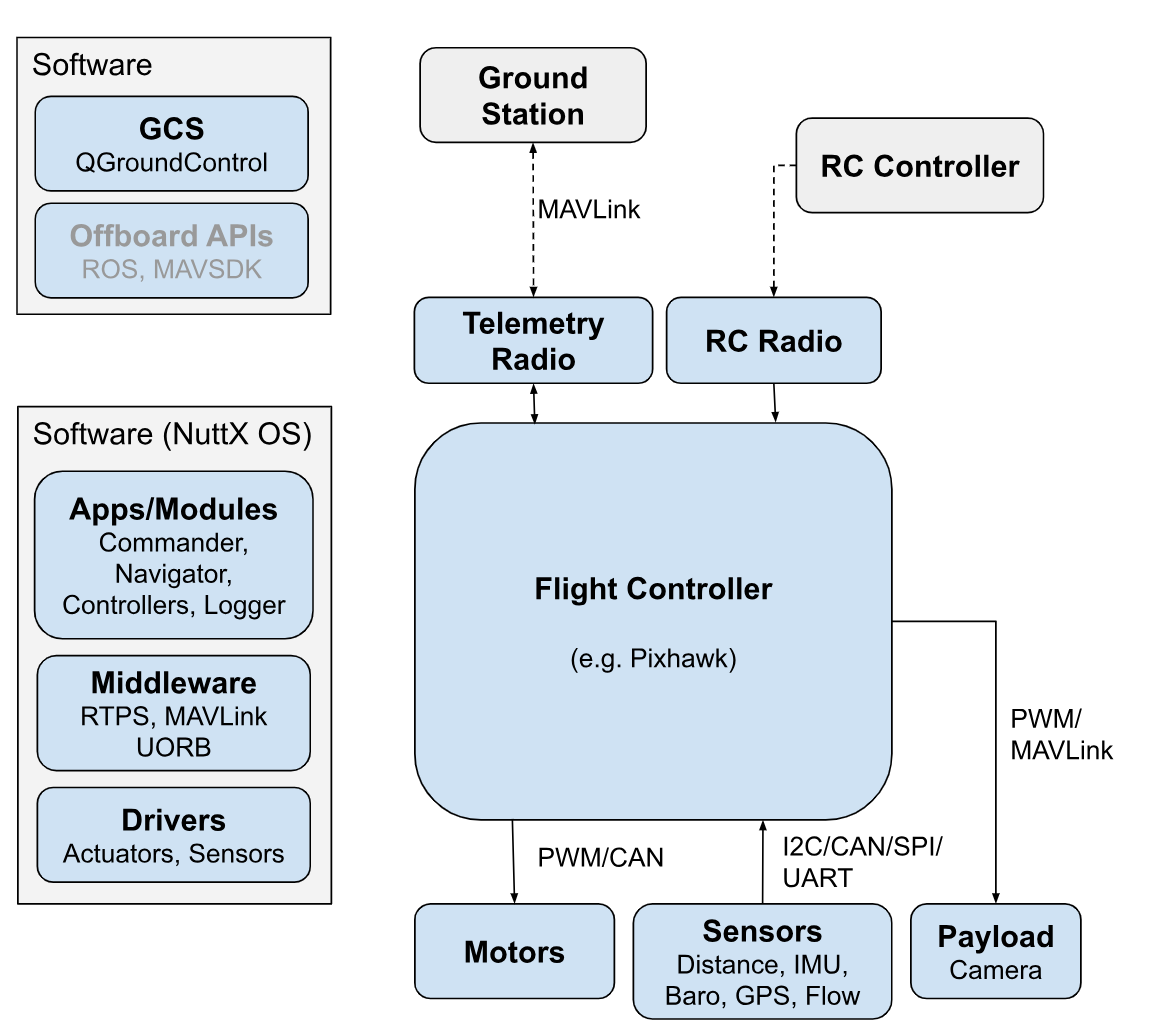 Software
GCS
QGroundControl
Offboard APIs
ROS, MAVSDK
Software (NuttX OS)
Apps/Modules
Commander,
Navigator,
Controllers, Logger
Middleware
RTPS, MAVLink
UORB
Drivers
Actuators, Sensors
Ground
Station
RC Controller
MAVLink
Telemetry
Radio
RC Radio
Flight Controller
(e.g. Pixhawk)
PWM/
MAVLink
PWM/CAN
I2C/CAN/SPI/
UART
Motors
Sensors
Distance, IMU,
Baro, GPS, Flow
Payload
Camera